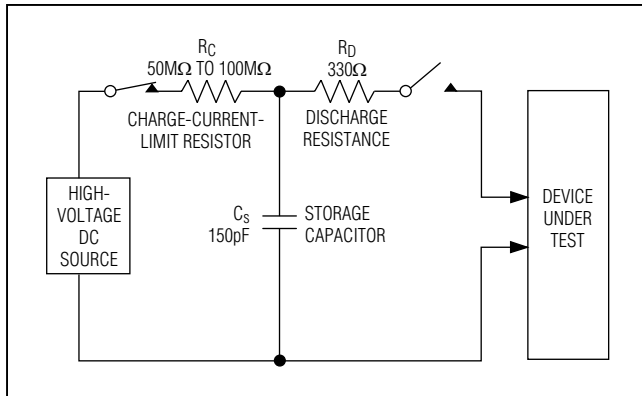 R_C
50MΩ TO 100MΩ
CHARGE-CURRENT-
LIMIT RESISTOR
R_D
330Ω
DISCHARGE
RESISTANCE
HIGH-
VOLTAGE
DC
SOURCE
C_S
150pF
STORAGE
CAPACITOR
DEVICE
UNDER
TEST